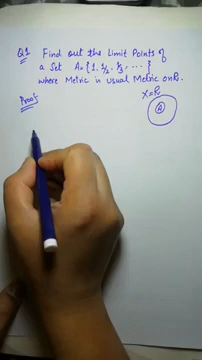 Q1 Find out the Limit Points of
a Set A = {1, 1/2, 1/3, ---- }
where Metric is usual Metric on R.
Proof
X=R
A